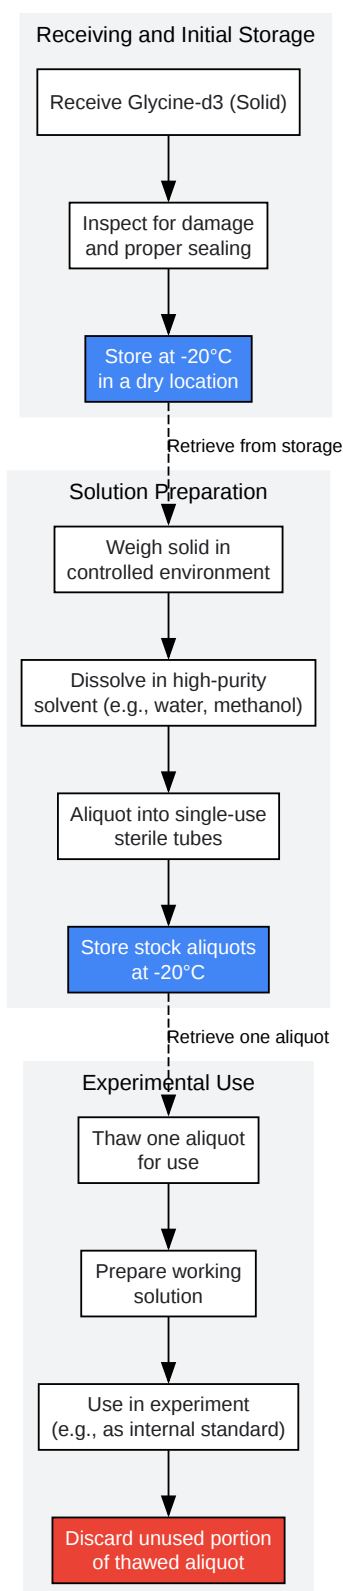 Receiving and Initial Storage
Receive Glycine-d3 (Solid)
Inspect for damage
and proper sealing
Store at -20°C
in a dry location
Retrieve from storage
Solution Preparation
Weigh solid in
controlled environment
Dissolve in high-purity
solvent (e.g., water, methanol)
Aliquot into single-use
sterile tubes
Store stock aliquots
at -20°C
Retrieve one aliquot
Experimental Use
Thaw one aliquot
for use
Prepare working
solution
Use in experiment
(e.g., as internal standard)
Discard unused portion
of thawed aliquot